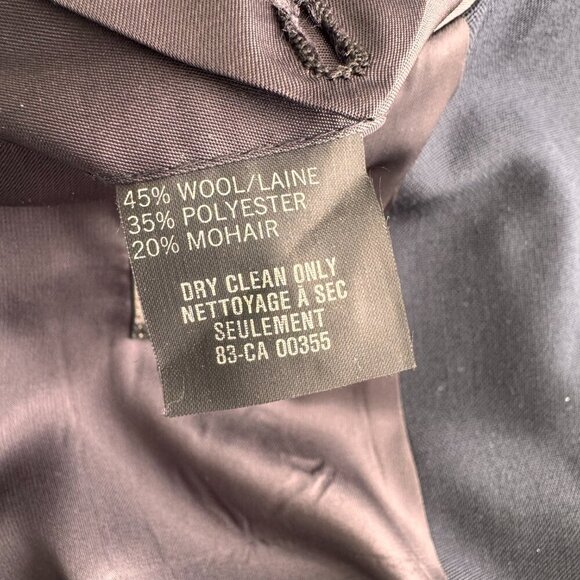 45% WOOL/LAINE
35% POLYESTER
20% MOHAIR
DRY CLEAN ONLY
NETTOYAGE À SEC
SEULEMENT
83-CA 00355